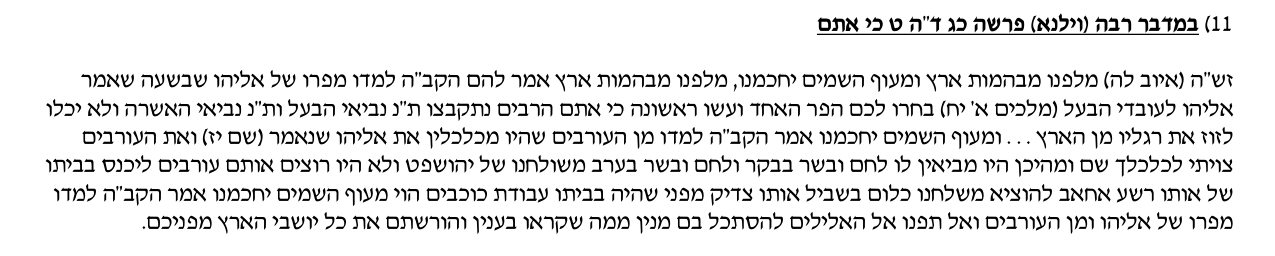 11) במדבר רבה (וילנא) פרשה כג ד"ה ט כי אתם
זש"ה (איוב לה) מלפנו מבהמות ארץ ומעוף השמים יחכמנו, מלפנו מבהמות ארץ אמר להם הקב"ה למדו מפרו של אליהו שבשעה שאמר
אליהו לעובדי הבעל (מלכים א' יח) בחרו לכם הפר האחד ועשו ראשונה כי אתם הרבים נתקבצו ת"נ נביאי הבעל ות"נ נביאי האשרה ולא יכלו
לזוז את רגליו מן הארץ . . . ומעוף השמים יחכמנו אמר הקב"ה למדו מן העורבים שהיו מכלכלין את אליהו שנאמר (שם יז) ואת העורבים
צויתי לכלכלך שם ומהיכן היו מביאין לו לחם ובשר בבקר ולחם ובשר בערב משולחנו של יהושפט ולא היו רוצים אותם עורבים ליכנס בביתו
של אותו רשע אחאב להוציא משלחנו כלום בשביל אותו צדיק מפני שהיה בביתו עבודת כוכבים הוי מעוף השמים יחכמנו אמר הקב"ה למדו
מפרו של אליהו ומן העורבים ואל תפנו אל האלילים להסתכל בם מנין ממה שקראו בענין והורשתם את כל יושבי הארץ מפניכם.